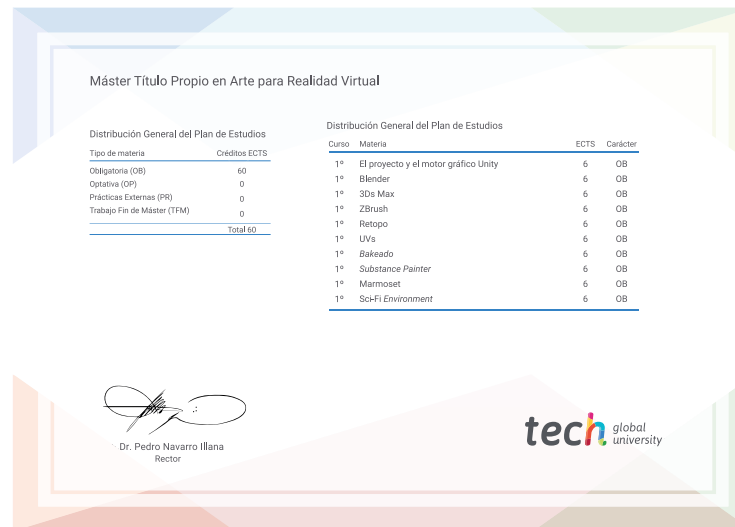 Máster Título Propio en Arte para Realidad Virtual
Distribución General del Plan de Estudios
Tipo de materia Créditos ECTS
Obligatoria (OB) 60
Optativa (OP) 0
Prácticas Externas (PR) 0
Trabajo Fin de Máster (TFM) 0
Total 60
Distribución General del Plan de Estudios
Curso Materia ECTS Carácter
1º El proyecto y el motor gráfico Unity 6 OB
1º Blender 6 OB
1º 3Ds Max 6 OB
1º ZBrush 6 OB
1º Retopo 6 OB
1º UVs 6 OB
1º Bakeado 6 OB
1º Substance Painter 6 OB
1º Marmoset 6 OB
1º Sci-Fi Environment 6 OB
Dr. Pedro Navarro Illana
Rector
tech global
university